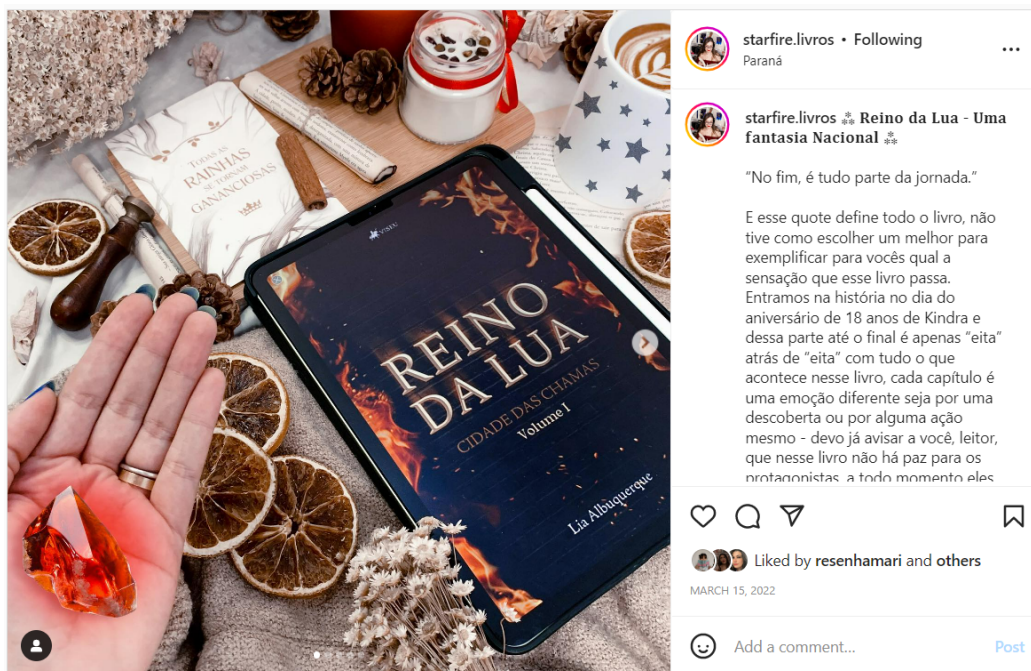 TODAS AS
RAINHAS
SE TORNAM
GANANCIOSAS
VISEU
REINO
DA LUA
CIDADE DAS CHAMAS
Volume I
Lia Albuquerque
starfire.livros • Following
Paraná
starfire.livros ⁂ Reino da Lua - Uma
fantasia Nacional ⁂
“No fim, é tudo parte da jornada.”
E esse quote define todo o livro, não
tive como escolher um melhor para
exemplificar para vocês qual a
sensação que esse livro passa.
Entramos na história no dia do
aniversário de 18 anos de Kindra e
dessa parte até o final é apenas “eita”
atrás de “eita” com tudo o que
acontece nesse livro, cada capítulo é
uma emoção diferente seja por uma
descoberta ou por alguma ação
mesmo - devo já avisar a você, leitor,
que nesse livro não há paz para os
protagonistas, a todo momento eles
Liked by resenhamari and others
MARCH 15, 2022
Add a comment...
Post